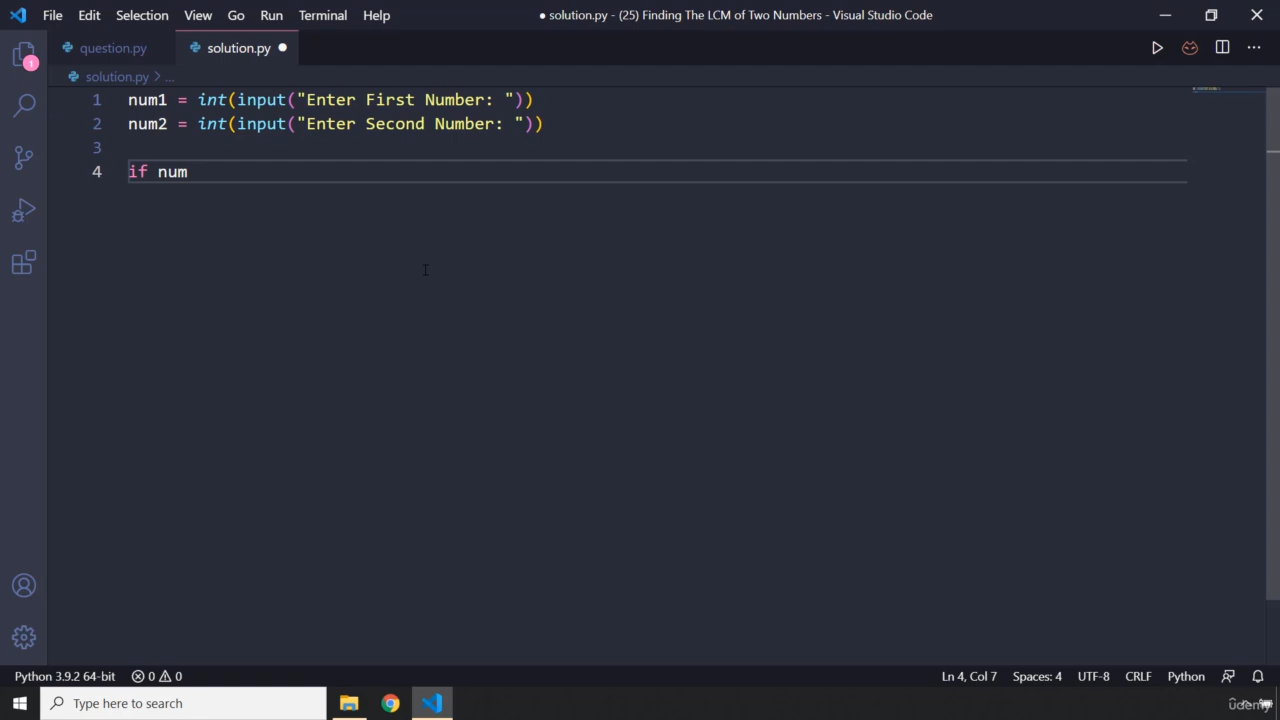 File Edit Selection View Go Run Terminal Help
● solution.py - (25) Finding The LCM of Two Numbers - Visual Studio Code
question.py
solution.py ●
solution.py > ...
1 num1 = int(input("Enter First Number: "))
2 num2 = int(input("Enter Second Number: "))
3
4 if num
1
Python 3.9.2 64-bit 0 0
Ln 4, Col 7 Spaces: 4 UTF-8 CRLF Python
Type here to search
udemy